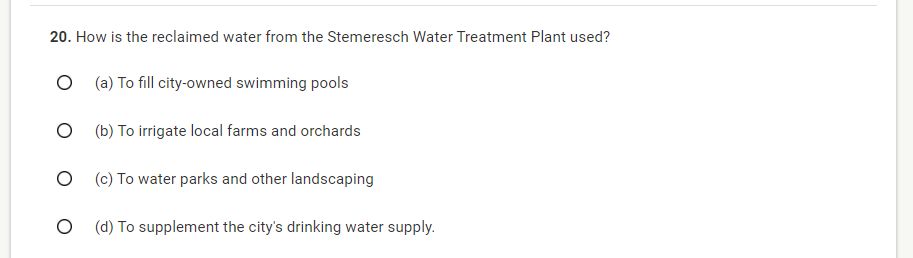 20. How is the reclaimed water from the Stemeresch Water Treatment Plant used?
(a) To fill city-owned swimming pools
(b) To irrigate local farms and orchards
(c) To water parks and other landscaping
(d) To supplement the city's drinking water supply.